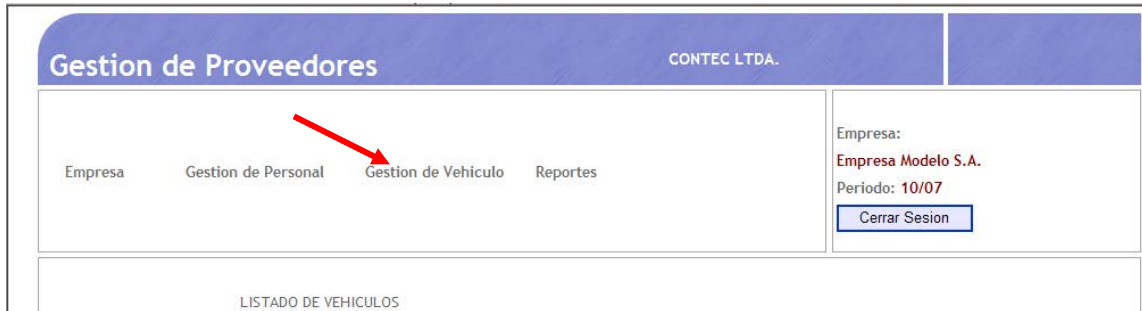 Gestion de Proveedores
CONTEC LTDA.
Empresa Gestion de Personal Gestion de Vehiculo Reportes
Empresa:
Empresa Modelo S.A.
Periodo: 10/07
Cerrar Sesion
LISTADO DE VEHICULOS